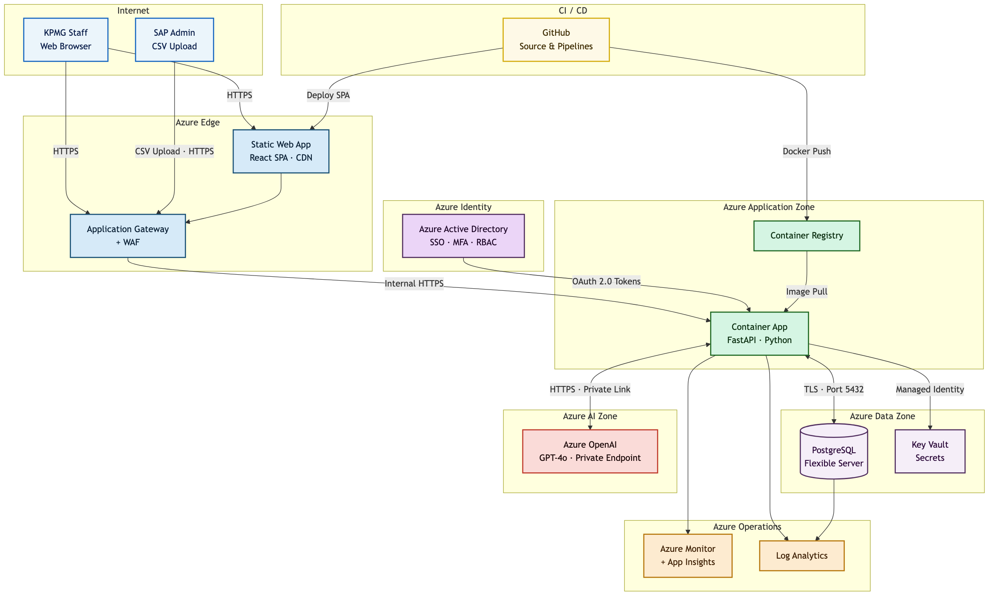 Internet
KPMG Staff
Web Browser
SAP Admin
CSV Upload
CI / CD
GitHub
Source & Pipelines
HTTPS
Deploy SPA
Azure Edge
Static Web App
React SPA · CDN
HTTPS
CSV Upload · HTTPS
Docker Push
Application Gateway
+ WAF
Azure Identity
Azure Active Directory
SSO · MFA · RBAC
Azure Application Zone
Container Registry
Internal HTTPS
OAuth 2.0 Tokens
Image Pull
Container App
FastAPI · Python
HTTPS · Private Link
TLS · Port 5432
Managed Identity
Azure AI Zone
Azure OpenAI
GPT-4o · Private Endpoint
Azure Data Zone
PostgreSQL
Flexible Server
Key Vault
Secrets
Azure Operations
Azure Monitor
+ App Insights
Log Analytics